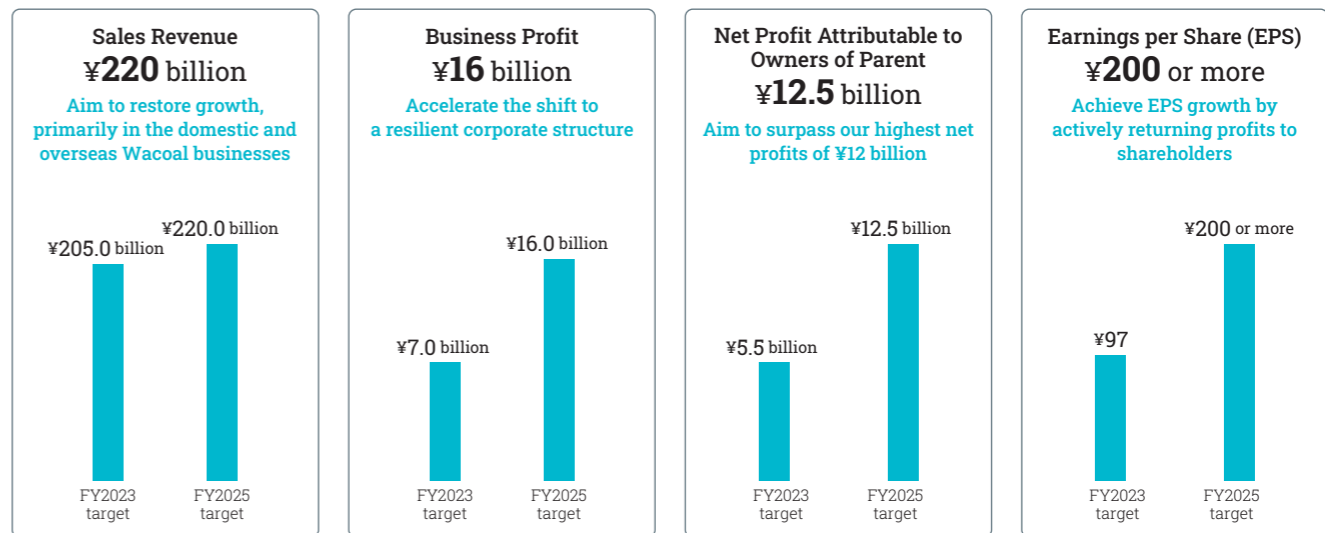 Sales Revenue
¥220 billion
Aim to restore growth,
primarily in the domestic and
overseas Wacoal businesses
¥205.0 billion
¥220.0 billion
FY2023
target
FY2025
target
Business Profit
¥16 billion
Accelerate the shift to
a resilient corporate structure
¥7.0 billion
¥16.0 billion
FY2023
target
FY2025
target
Net Profit Attributable to
Owners of Parent
¥12.5 billion
Aim to surpass our highest net
profits of ¥12 billion
¥5.5 billion
¥12.5 billion
FY2023
target
FY2025
target
Earnings per Share (EPS)
¥200 or more
Achieve EPS growth by
actively returning profits to
shareholders
¥97
¥200 or more
FY2023
target
FY2025
target